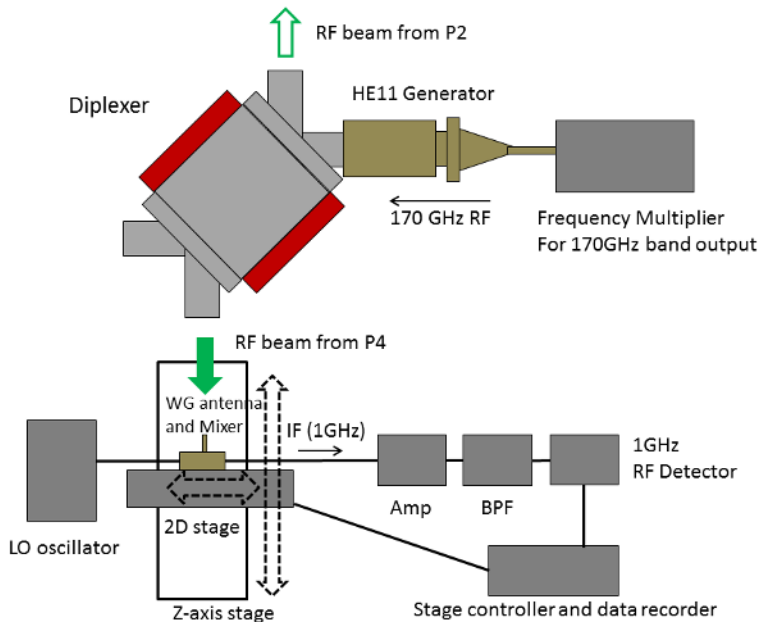 RF beam from P2
HE11 Generator
Diplexer
170 GHz RF
Frequency Multiplier
For 170GHz band output
RF beam from P4
WG antenna
and Mixer
IF (1GHz)
1GHz
RF Detector
Amp
BPF
LO oscillator
2D stage
Z-axis stage
Stage controller and data recorder